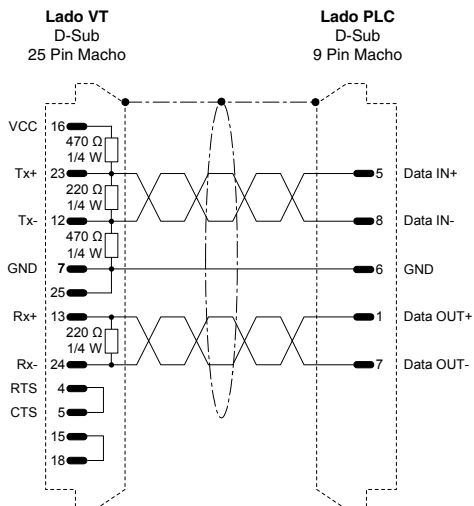 Lado VT
D-Sub
25 Pin Macho
Lado PLC
D-Sub
9 Pin Macho
VCC 16
470 Ω
1/4 W
Tx+ 23 5 Data IN+
220 Ω
1/4 W
Tx- 12 8 Data IN-
470 Ω
1/4 W
GND 7 6 GND
25
Rx+ 13 1 Data OUT+
220 Ω
1/4 W
Rx- 24 7 Data OUT-
RTS 4
CTS 5
15
18